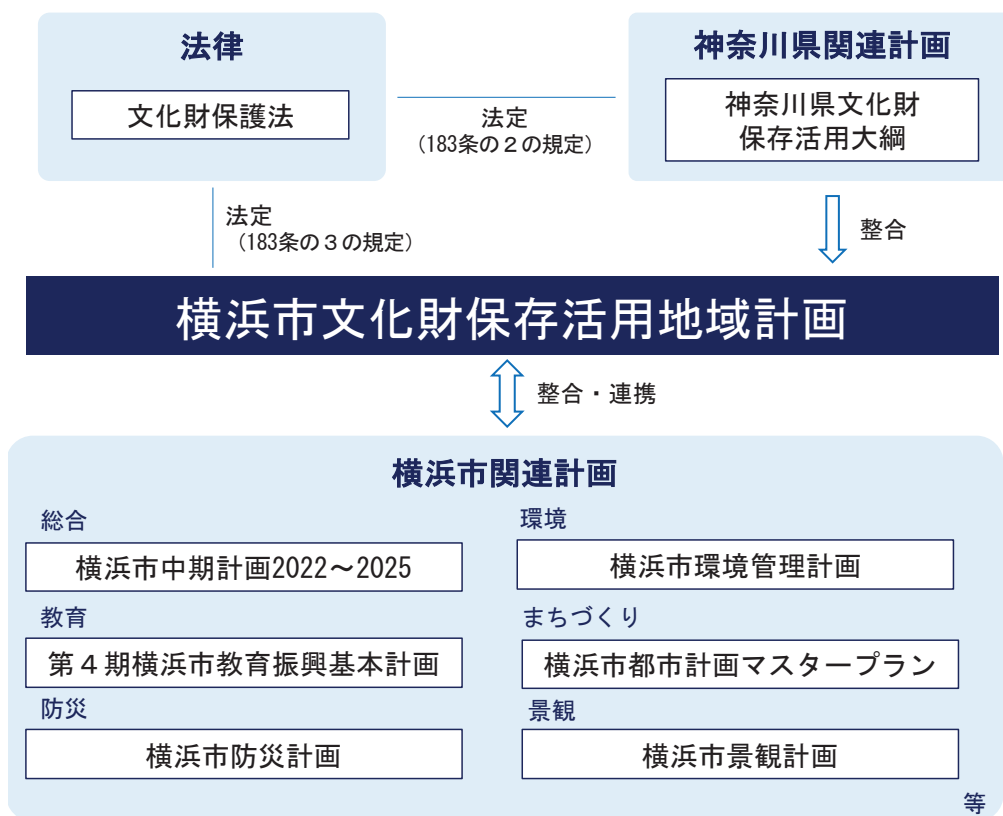 法律
文化財保護法
法定
（183条の２の規定）
神奈川県関連計画
神奈川県文化財
保存活用大綱
法定
（183条の３の規定）
整合
横浜市文化財保存活用地域計画
整合・連携
横浜市関連計画
総合
横浜市中期計画2022～2025
環境
横浜市環境管理計画
教育
第４期横浜市教育振興基本計画
まちづくり
横浜市都市計画マスタープラン
防災
横浜市防災計画
景観
横浜市景観計画
等